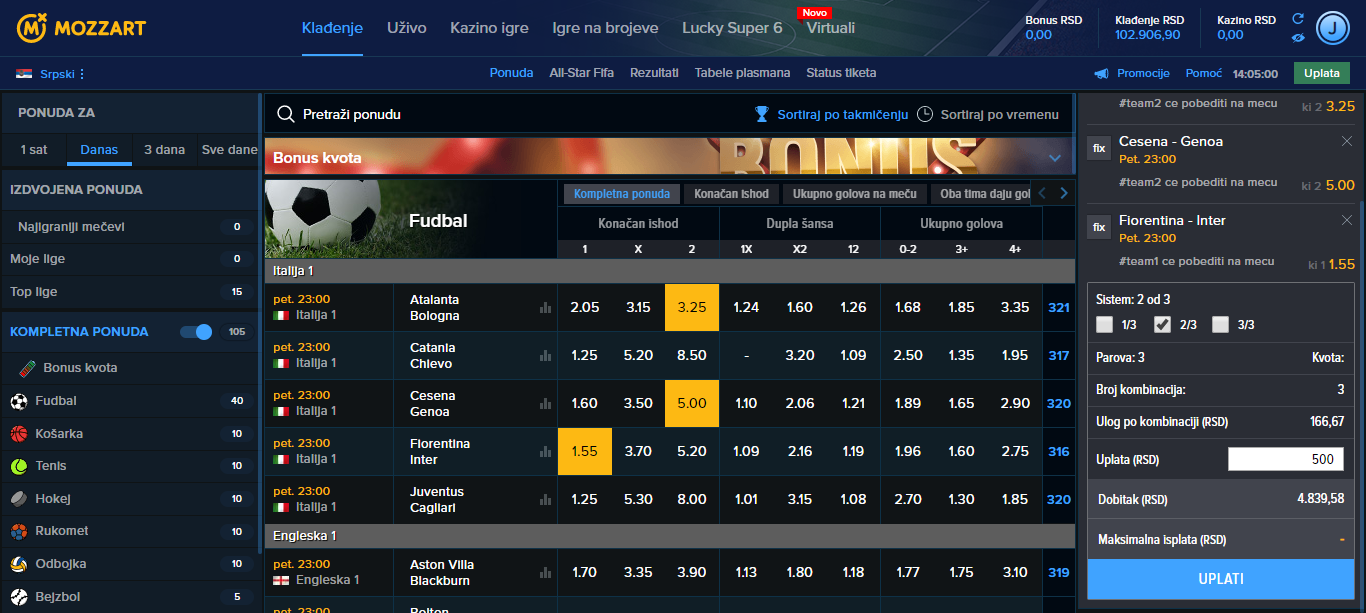 MOZZART
Klađenje
Uživo
Kazino igre
Igre na brojeve
Lucky Super 6
Novo
Virtuali
Bonus RSD
0,00
Klađenje RSD
102.906,90
Kazino RSD
0,00
J
Srpski
Ponuda
All-Star Fifa
Rezultati
Tabele plasmana
Status tiketa
Promocije
Pomoć
14:05:00
Uplata
PONUDA ZA
1 sat
Danas
3 dana
Sve dane
IZDVOJENA PONUDA
Najigraniji mečevi 0
Moje lige 0
Top lige 15
KOMPLETNA PONUDA 105
Bonus kvota
Fudbal 40
Košarka 10
Tenis 10
Hokej 10
Rukomet 10
Odbojka 10
Bejzbol 5
Pretraži ponudu
Sortiraj po takmičenju
Sortiraj po vremenu
Bonus kvota
BONUS
Fudbal
Kompletna ponuda
Konačan ishod
Ukupno golova na meču
Oba tima daju gol
Konačan ishod
Dupla šansa
Ukupno golova
1 X 2 1X X2 12 0-2 3+ 4+
Italija 1
pet. 23:00
Italija 1
Atalanta
Bologna
2.05 3.15 3.25 1.24 1.60 1.26 1.68 1.85 3.35 321
pet. 23:00
Italija 1
Catania
Chievo
1.25 5.20 8.50 - 3.20 1.09 2.50 1.35 1.95 317
pet. 23:00
Italija 1
Cesena
Genoa
1.60 3.50 5.00 1.10 2.06 1.21 1.89 1.65 2.90 320
pet. 23:00
Italija 1
Fiorentina
Inter
1.55 3.70 5.20 1.09 2.16 1.19 1.96 1.60 2.75 316
pet. 23:00
Italija 1
Juventus
Cagliari
1.25 5.30 8.00 1.01 3.15 1.08 2.70 1.30 1.85 320
Engleska 1
pet. 23:00
Engleska 1
Aston Villa
Blackburn
1.70 3.35 3.90 1.13 1.80 1.18 1.77 1.75 3.10 319
pet. 23:00
Bolton
#team2 ce pobediti na mecu ki 2 3.25
fix
Cesena - Genoa
Pet. 23:00
#team2 ce pobediti na mecu ki 2 5.00
fix
Fiorentina - Inter
Pet. 23:00
#team1 ce pobediti na mecu ki 1 1.55
Sistem: 2 od 3
1/3 2/3 3/3
Parova: 3 Kvota:
Broj kombinacija: 3
Ulog po kombinaciji (RSD) 166,67
Uplata (RSD) 500
Dobitak (RSD) 4.839,58
Maksimalna isplata (RSD) -
UPLATI